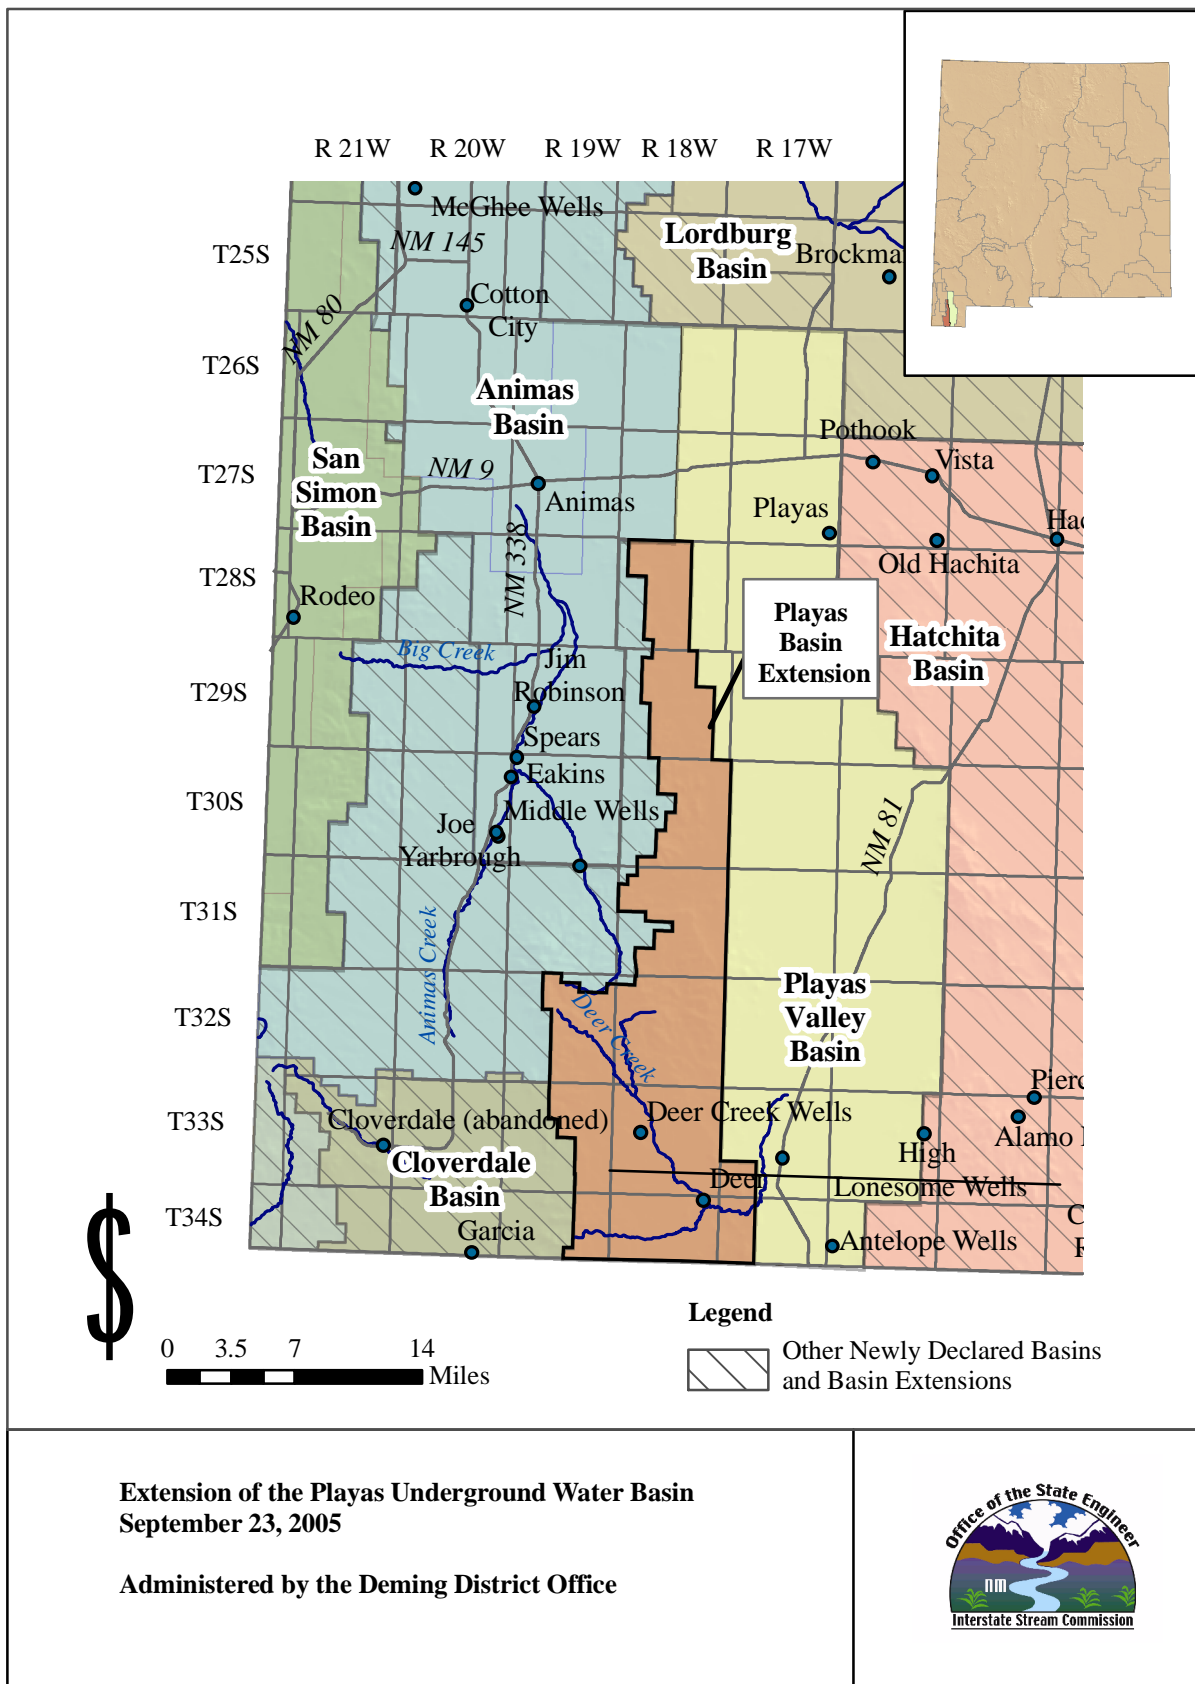 R 21W R 20W R 19W R 18W R 17W
T25S
T26S
T27S
T28S
T29S
T30S
T31S
T32S
T33S
T34S
McGhee Wells
NM 145
Lordburg
Basin
Cotton
City
NM 80
Animas
Basin
Pothook
Vista
San
Simon
Basin
NM 9
Animas
Playas
NM 338
Old Hachita
Rodeo
Playas
Basin
Extension
Hatchita
Basin
Big Creek
Jim
Robinson
Spears
Eakins
Middle Wells
Joe
Yarbrough
NM 81
Animas Creek
Deer Creek
Playas
Valley
Basin
Cloverdale (abandoned)
Deer Creek Wells
High
Cloverdale
Basin
Deer
Lonesome Wells
Garcia
Antelope Wells
$
0 3.5 7 14
Miles
Legend
Other Newly Declared Basins
and Basin Extensions
Extension of the Playas Underground Water Basin
September 23, 2005
Administered by the Deming District Office
Office of the State Engineer
nm
Interstate Stream Commission